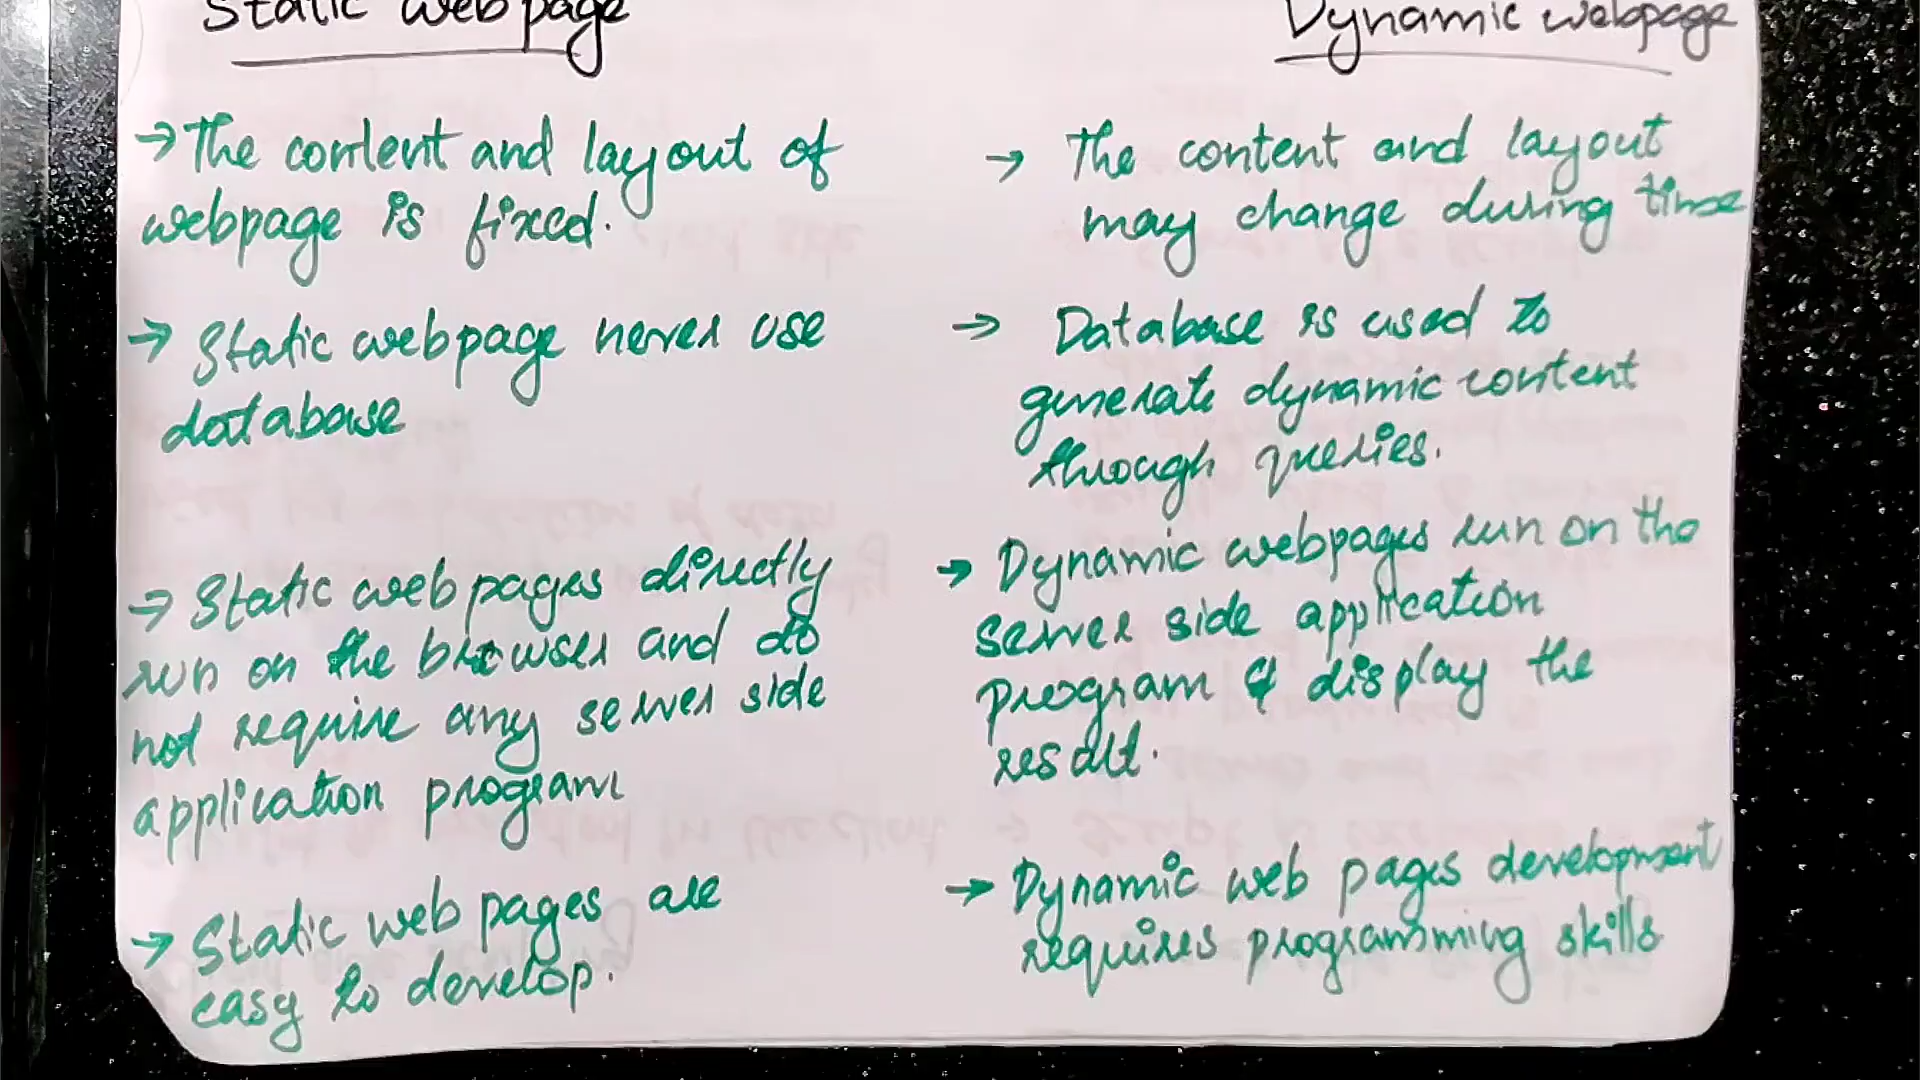 Static webpage
→ The content and layout of
webpage is fixed.
→ Static webpage never use
database
→ Static web pages directly
run on the browser and do
not require any server side
application program
→ Static web pages are
easy to develop.
Dynamic webpage
→ The content and layout
may change during time
→ Database is used to
generate dynamic content
through queries.
→ Dynamic webpages run on the
server side application
program & display the
result.
→ Dynamic web pages development
requires programming skills